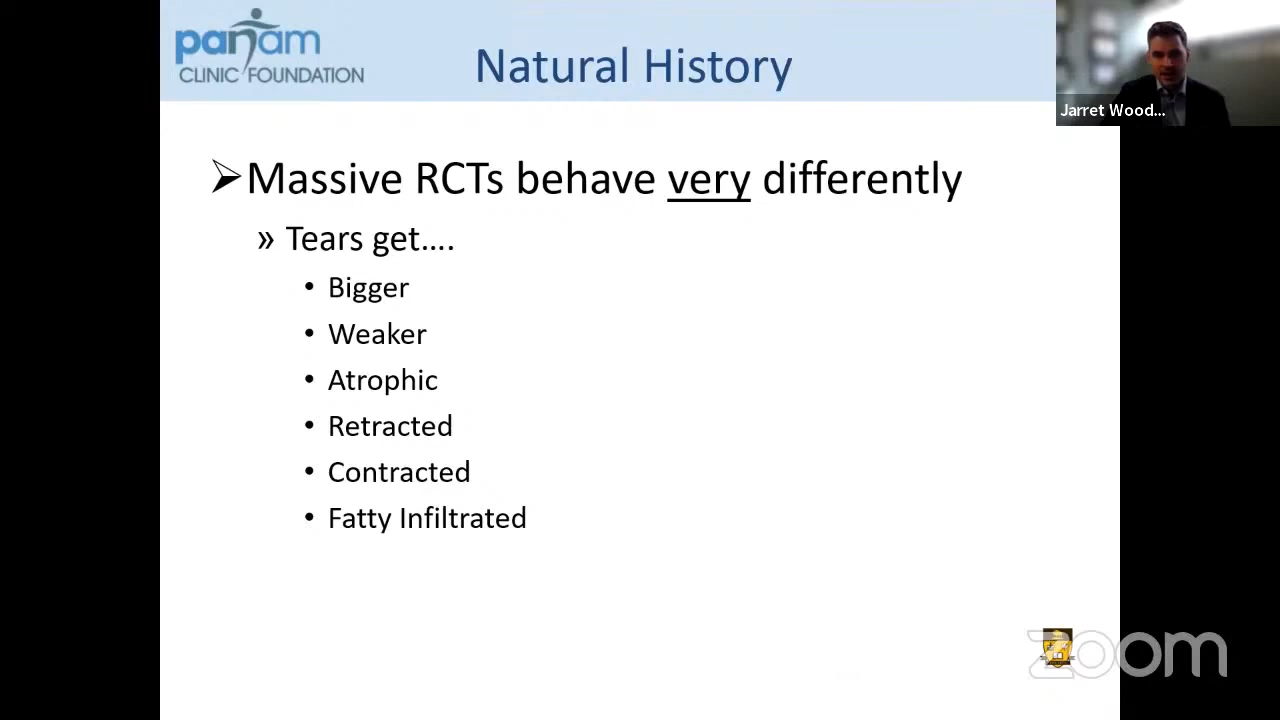 panam
CLINIC FOUNDATION
Natural History
Jarret Wood...
Massive RCTs behave very differently
» Tears get....
• Bigger
• Weaker
• Atrophic
• Retracted
• Contracted
• Fatty Infiltrated
zoom